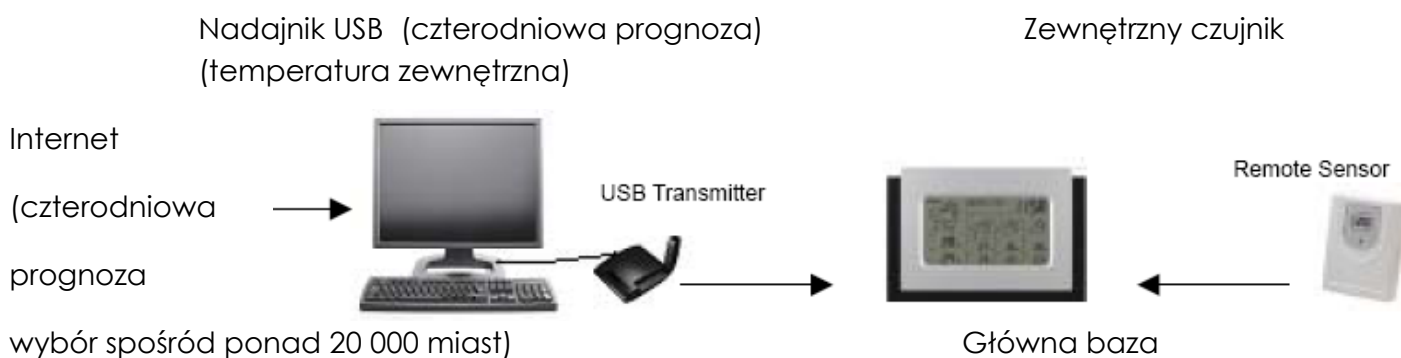 Nadajnik USB (czterodniowa prognoza)
(temperatura zewnętrzna)
Zewnętrzny czujnik
Internet
(czterodniowa
prognoza
wybór spośród ponad 20 000 miast)
USB Transmitter
Remote Sensor
Główna baza